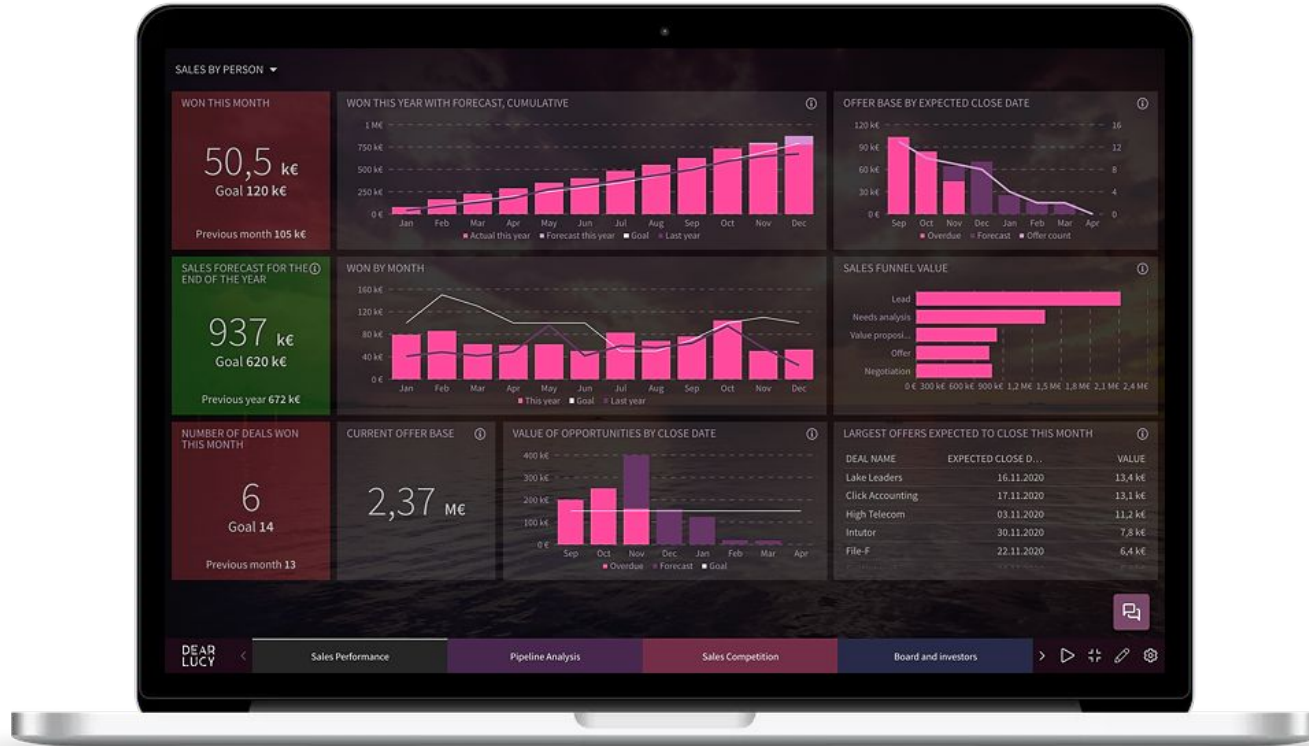 SALES BY PERSON
WON THIS MONTH
50,5 k€
Goal 120 k€
Previous month 105 k€
WON THIS YEAR WITH FORECAST, CUMULATIVE
1 M€
750 k€
500 k€
250 k€
0 €
Jan Feb Mar Apr May Jun Jul Aug Sep Oct Nov Dec
Actual this year Forecast this year Goal Last year
OFFER BASE BY EXPECTED CLOSE DATE
120 k€ 16
90 k€ 12
60 k€ 8
30 k€ 4
0 € 0
Sep Oct Nov Dec Jan Feb Mar Apr
Overdue Forecast Offer count
SALES FORECAST FOR THE
END OF THE YEAR
937 k€
Goal 620 k€
Previous year 672 k€
WON BY MONTH
160 k€
120 k€
80 k€
40 k€
0 €
Jan Feb Mar Apr May Jun Jul Aug Sep Oct Nov Dec
This year Goal Last year
SALES FUNNEL VALUE
Lead
Needs analysis
Value proposi...
Offer
Negotiation
0 € 300 k€ 600 k€ 900 k€ 1,2 M€ 1,5 M€ 1,8 M€ 2,1 M€ 2,4 M€
NUMBER OF DEALS WON
THIS MONTH
6
Goal 14
Previous month 13
CURRENT OFFER BASE
2,37 M€
VALUE OF OPPORTUNITIES BY CLOSE DATE
400 k€
300 k€
200 k€
100 k€
0 €
Sep Oct Nov Dec Jan Feb Mar Apr
Overdue Forecast Goal
LARGEST OFFERS EXPECTED TO CLOSE THIS MONTH
DEAL NAME EXPECTED CLOSE D... VALUE
Lake Leaders 16.11.2020 13,4 k€
Click Accounting 17.11.2020 13,1 k€
High Telecom 03.11.2020 11,2 k€
Intutor 30.11.2020 7,8 k€
File-F 22.11.2020 6,4 k€
DEAR
LUCY
Sales Performance
Pipeline Analysis
Sales Competition
Board and investors